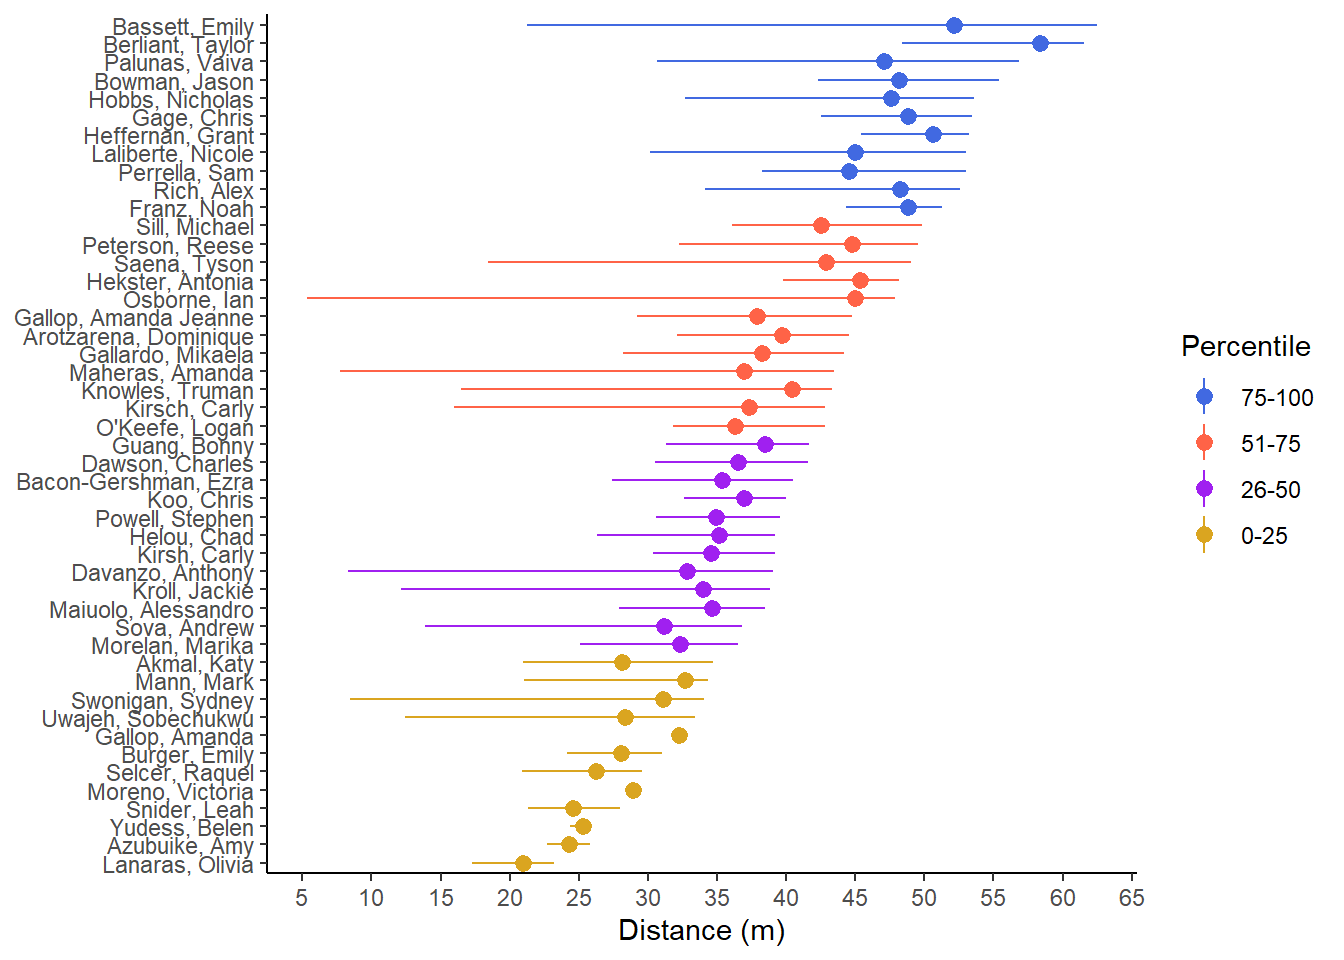 Bassett, Emily
Berliant, Taylor
Palunas, Vaiva
Bowman, Jason
Hobbs, Nicholas
Gage, Chris
Heffernan, Grant
Laliberte, Nicole
Perrella, Sam
Rich, Alex
Franz, Noah
Sill, Michael
Peterson, Reese
Saena, Tyson
Hekster, Antonia
Osborne, Ian
Gallop, Amanda Jeanne
Arotzarena, Dominique
Gallardo, Mikaela
Maheras, Amanda
Knowles, Truman
Kirsch, Carly
O'Keefe, Logan
Guang, Bonny
Dawson, Charles
Bacon-Gershman, Ezra
Koo, Chris
Powell, Stephen
Helou, Chad
Kirsh, Carly
Davanzo, Anthony
Kroll, Jackie
Maiuolo, Alessandro
Sova, Andrew
Morelan, Marika
Akmal, Katy
Mann, Mark
Swonigan, Sydney
Uwajeh, Sobechukwu
Gallop, Amanda
Burger, Emily
Selcer, Raquel
Moreno, Victoria
Snider, Leah
Yudess, Belen
Azubuike, Amy
Lanaras, Olivia
5 10 15 20 25 30 35 40 45 50 55 60 65
Distance (m)
Percentile
75-100
51-75
26-50
0-25